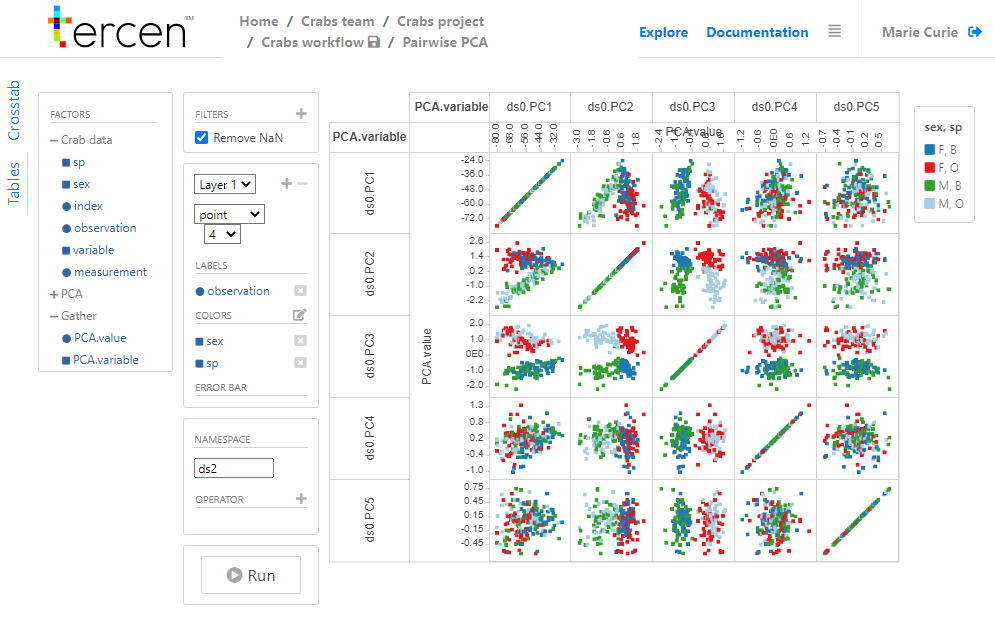 tercen™
Home / Crabs team / Crabs project
/ Crabs workflow / Pairwise PCA
Explore Documentation Marie Curie
Crosstab
Tables
FACTORS
Crab data
sp
sex
index
observation
variable
measurement
PCA
Gather
PCA.value
PCA.variable
FILTERS
Remove NaN
Layer 1
point
4
LABELS
observation
COLORS
sex
sp
ERROR BAR
NAMESPACE
ds2
OPERATOR
Run
PCA.variable ds0.PC1 ds0.PC2 ds0.PC3 ds0.PC4 ds0.PC5
PCA.variable
-80.0 -68.0 -56.0 -44.0 -32.0
-3.0 -1.8 -0.6 0.6 1.8
-2.4 -1.4
PCA.value
-1.2 -0.6 0E0 0.6 1.2
-0.7 -0.4 -0.1 0.2 0.5
PCA.value
ds0.PC1
-24.0
-36.0
-48.0
-60.0
-72.0
ds0.PC2
2.6
1.4
0.2
-1.0
-2.2
ds0.PC3
2.0
1.0
0E0
-1.0
-2.0
ds0.PC4
1.3
0.8
0.2
-0.4
-1.0
ds0.PC5
0.75
0.45
0.15
-0.15
-0.45
sex, sp
F, B
F, O
M, B
M, O